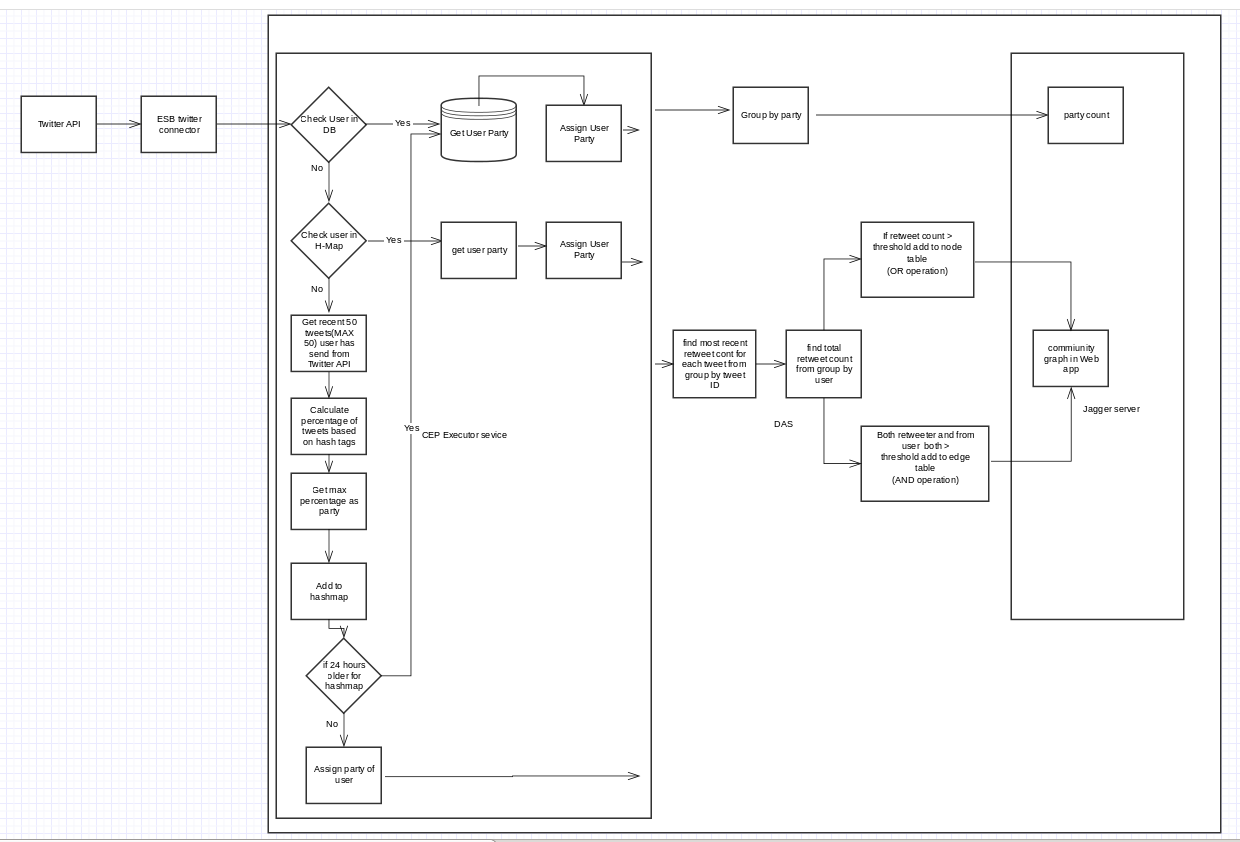 Twitter API
ESB twitter
connector
Check User in
DB
Yes
Get User Party
Assign User
Party
Group by party
party count
No
Check user in
H-Map
Yes
get user party
Assign User
Party
If retweet count >
threshold add to node
table
(OR operation)
No
Get recent 50
tweets(MAX
50) user has
send from
Twitter API
find most recent
retweet cont for
each tweet from
group by tweet
ID
find total
retweet count
from group by
user
commiunity
graph in Web
app
Calculate
percentage of
tweets based
on hash tags
Yes
CEP Executor sevice
DAS
Jagger server
Both retweeter and from
user both >
threshold add to edge
table
(AND operation)
Get max
percentage as
party
Add to
hashmap
if 24 hours
older for
hashmap
No
Assign party of
user